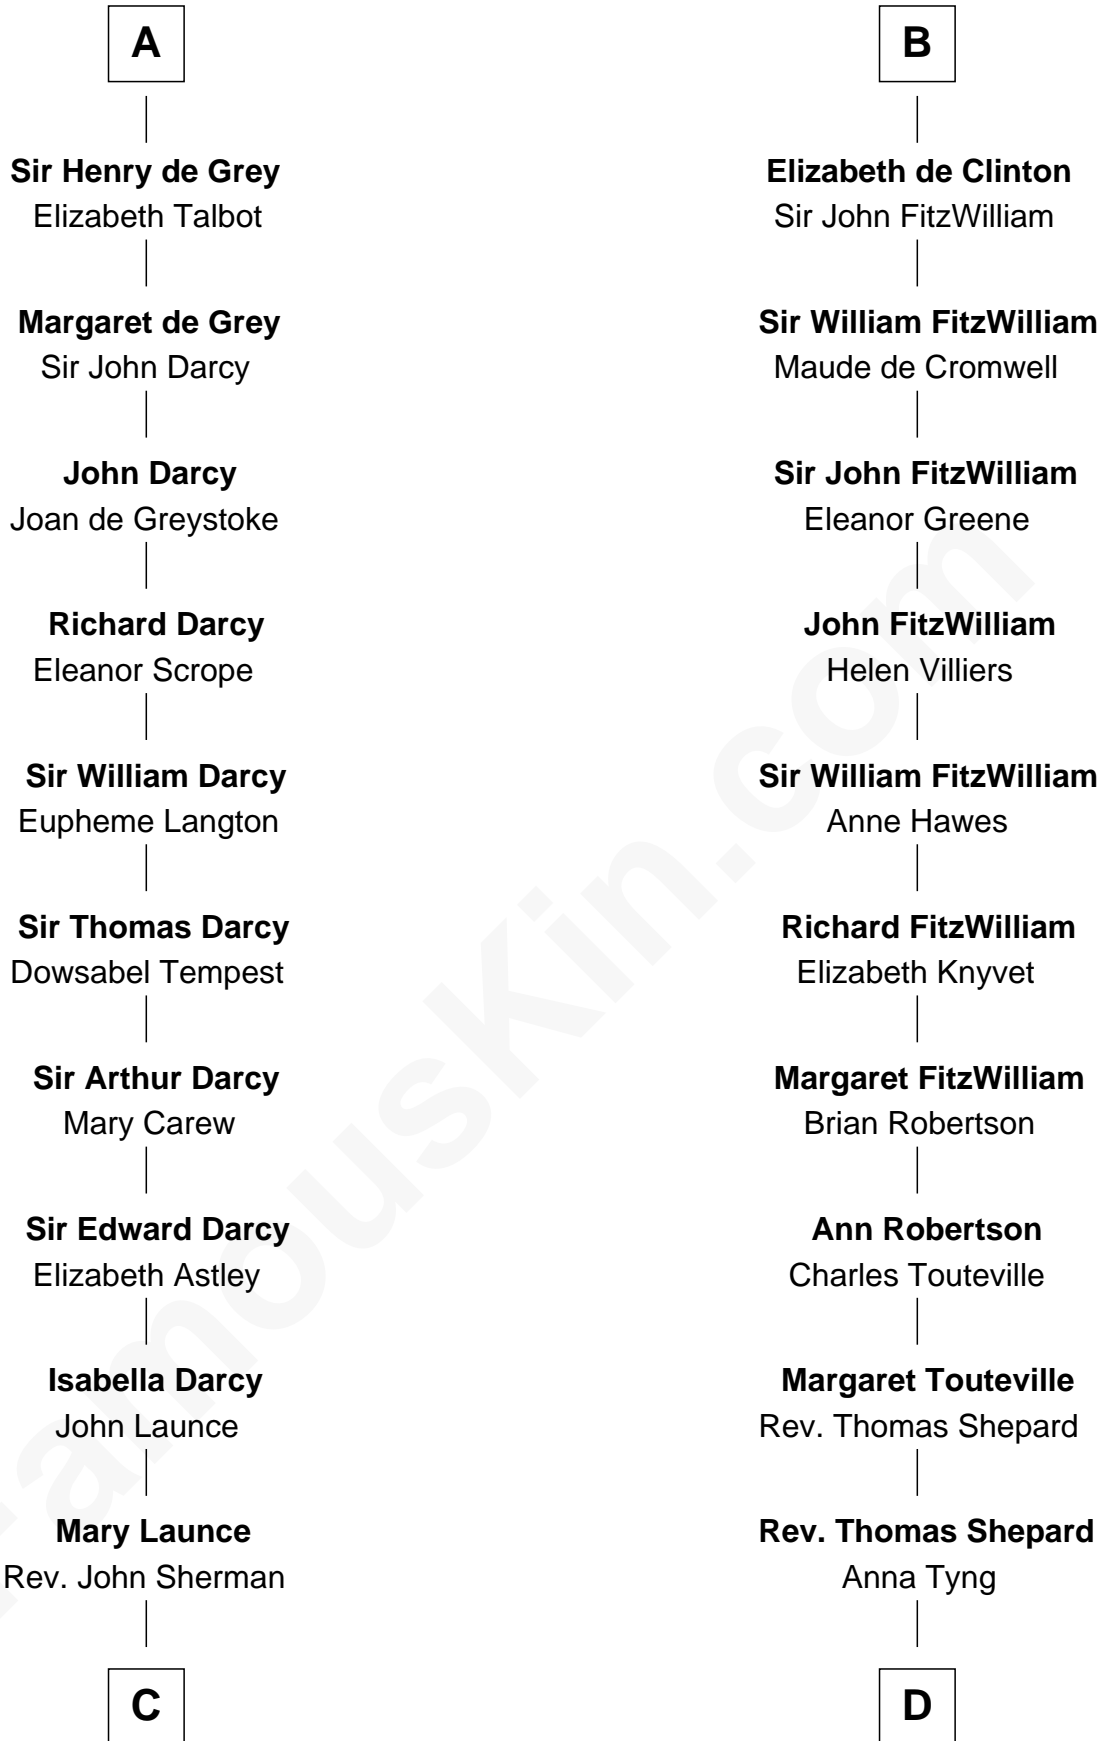 A
Sir Henry de Grey
Elizabeth Talbot
Margaret de Grey
Sir John Darcy
John Darcy
Joan de Greystoke
Richard Darcy
Eleanor Scrope
Sir William Darcy
Eupheme Langton
Sir Thomas Darcy
Dowsabel Tempest
Sir Arthur Darcy
Mary Carew
Sir Edward Darcy
Elizabeth Astley
Isabella Darcy
John Launce
Mary Launce
Rev. John Sherman
C
B
Elizabeth de Clinton
Sir John FitzWilliam
Sir William FitzWilliam
Maude de Cromwell
Sir John FitzWilliam
Eleanor Greene
John FitzWilliam
Helen Villiers
Sir William FitzWilliam
Anne Hawes
Richard FitzWilliam
Elizabeth Knyvet
Margaret FitzWilliam
Brian Robertson
Ann Robertson
Charles Touteville
Margaret Touteville
Rev. Thomas Shepard
Rev. Thomas Shepard
Anna Tyng
D
FamousKin.com